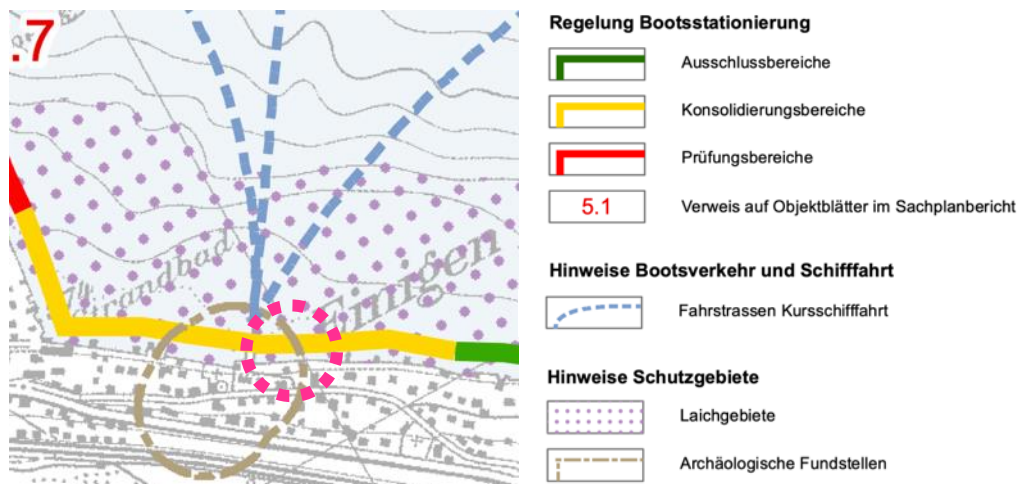 .7
74
Strandbad
Einigen
Regelung Bootsstationierung
Ausschlussbereiche
Konsolidierungsbereiche
Prüfungsbereiche
5.1 Verweis auf Objektblätter im Sachplanbericht
Hinweise Bootsverkehr und Schifffahrt
Fahrstrassen Kursschifffahrt
Hinweise Schutzgebiete
Laichgebiete
Archäologische Fundstellen